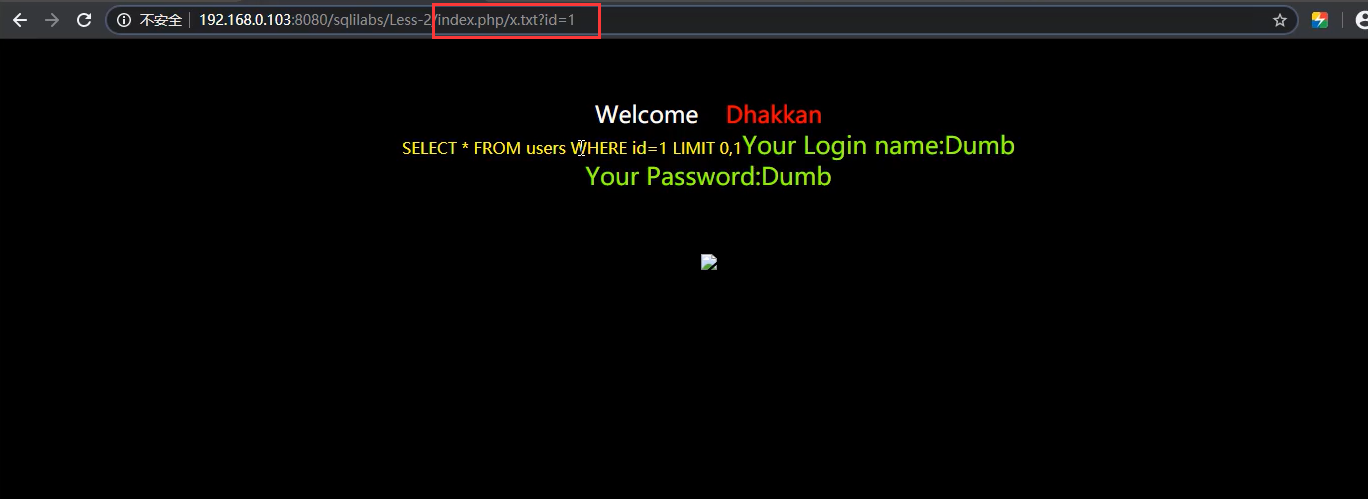 不安全 192.168.0.103:8080/sqlilabs/Less-2/index.php/x.txt?id=1
Welcome Dhakkan
SELECT * FROM users WHERE id=1 LIMIT 0,1Your Login name:Dumb
Your Password:Dumb